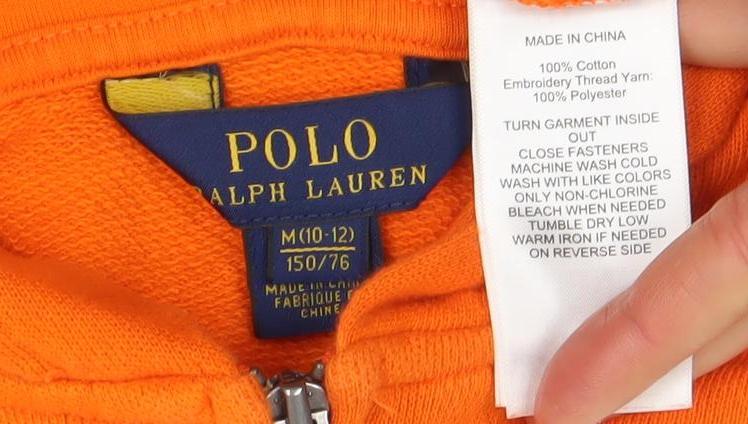 POLO
RALPH LAUREN
M(10-12)
150/76
MADE IN CHINA
FABRIQUE
CHINE
MADE IN CHINA
100% Cotton
Embroidery Thread Yarn:
100% Polyester
TURN GARMENT INSIDE
OUT
CLOSE FASTENERS
MACHINE WASH COLD
WASH WITH LIKE COLORS
ONLY NON-CHLORINE
BLEACH WHEN NEEDED
TUMBLE DRY LOW
WARM IRON IF NEEDED
ON REVERSE SIDE